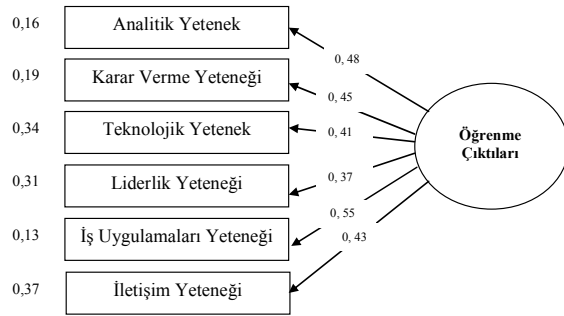 0,16 Analitik Yetenek
0, 48
0,19 Karar Verme Yeteneği
0, 45
0,34 Teknolojik Yetenek
0, 41
Öğrenme
Çıktıları
0,31 Liderlik Yeteneği
0, 37
0,13 İş Uygulamaları Yeteneği
0, 55
0, 43
0,37 İletişim Yeteneği